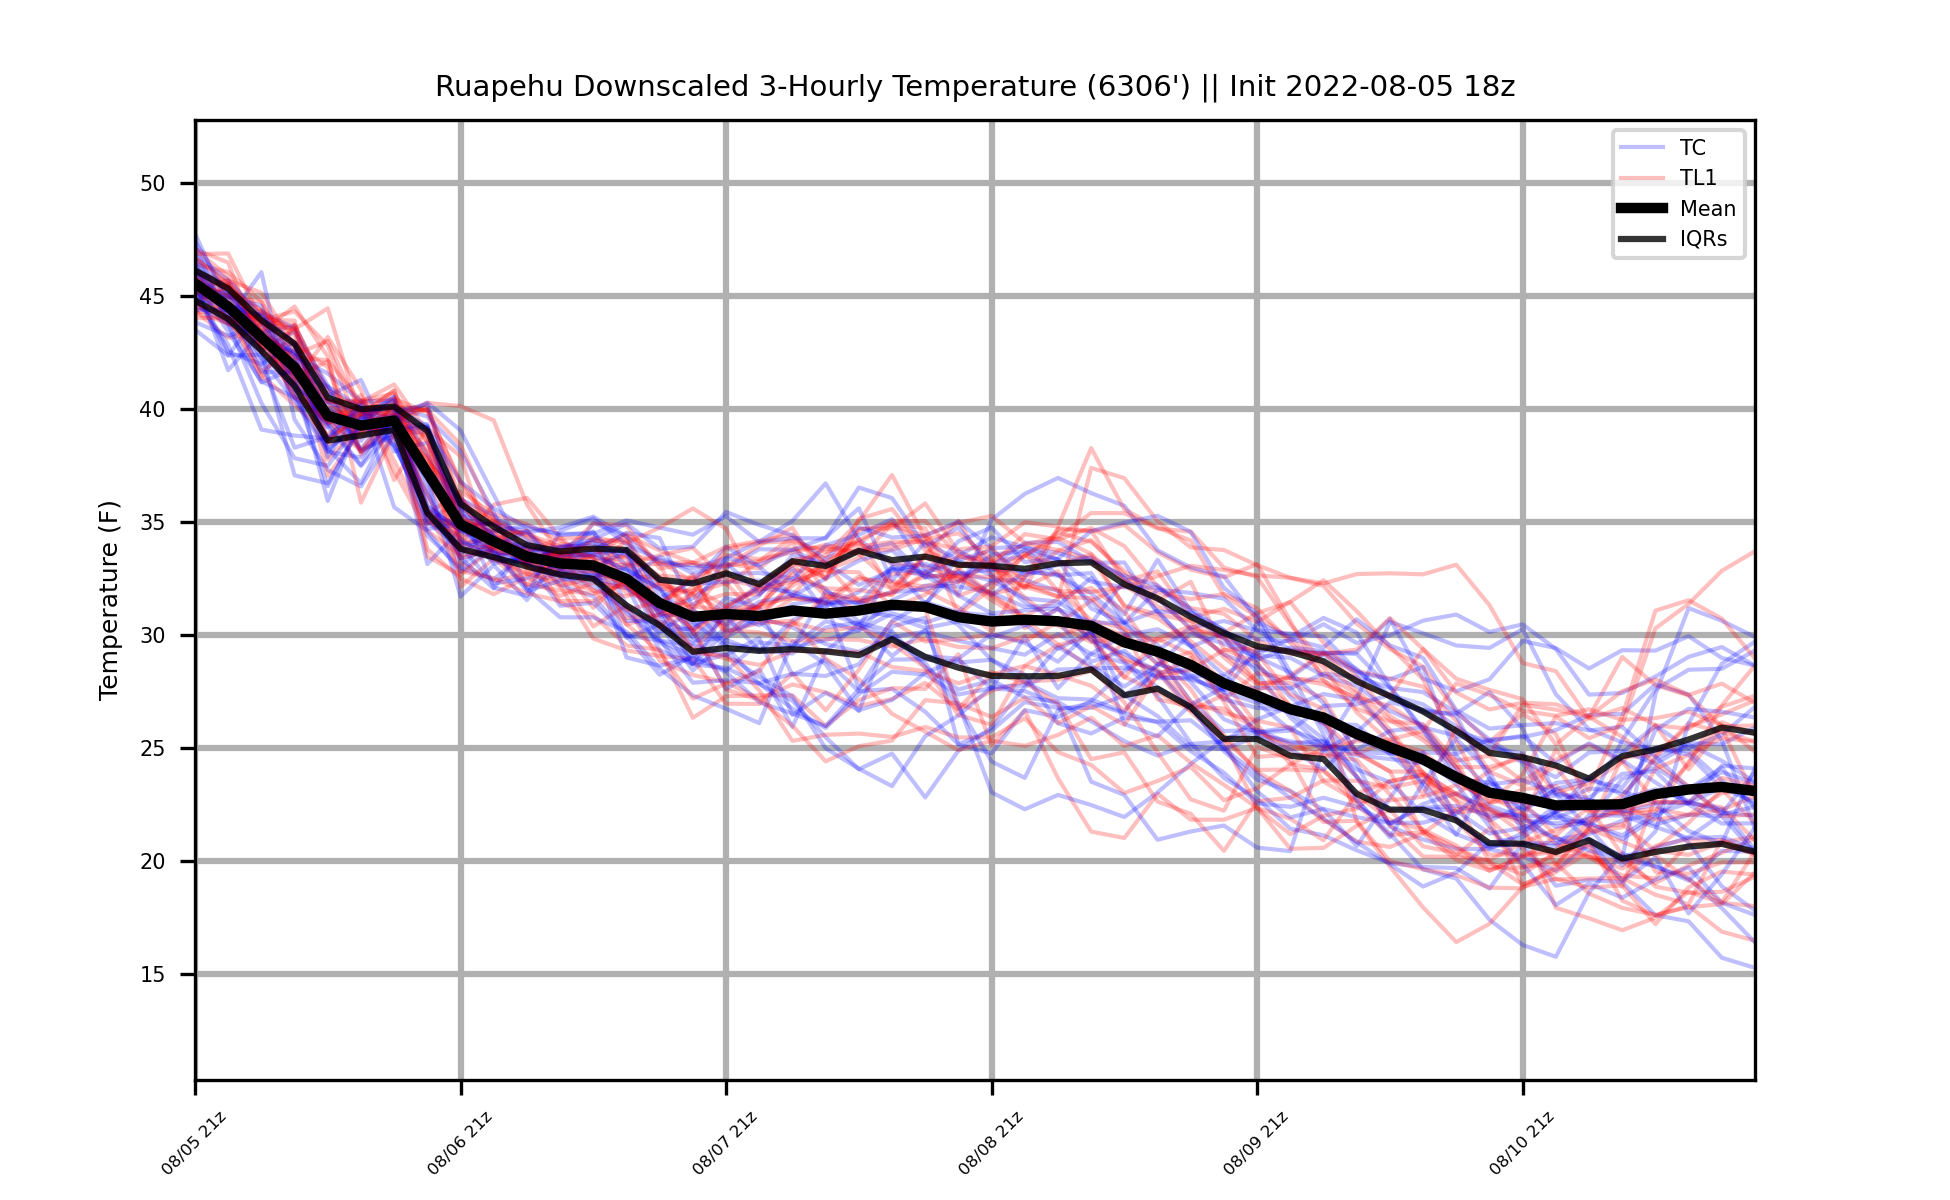 Ruapehu Downscaled 3-Hourly Temperature (6306') || Init 2022-08-05 18z
TC
TL1
Mean
IQRs
50
45
40
35
30
25
20
15
Temperature (F)
08/05 21z
08/06 21z
08/07 21z
08/08 21z
08/09 21z
08/10 21z